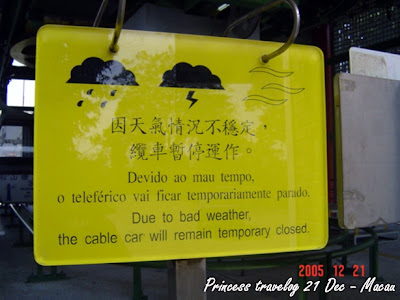 因天氣情況不穩定，
纜車暫停運作。
Devido ao mau tempo,
o teleférico vai ficar temporariamente parado.
Due to bad weather,
the cable car will remain temporary closed.
2005 12 21
Princess travelog 21 Dec - Macau